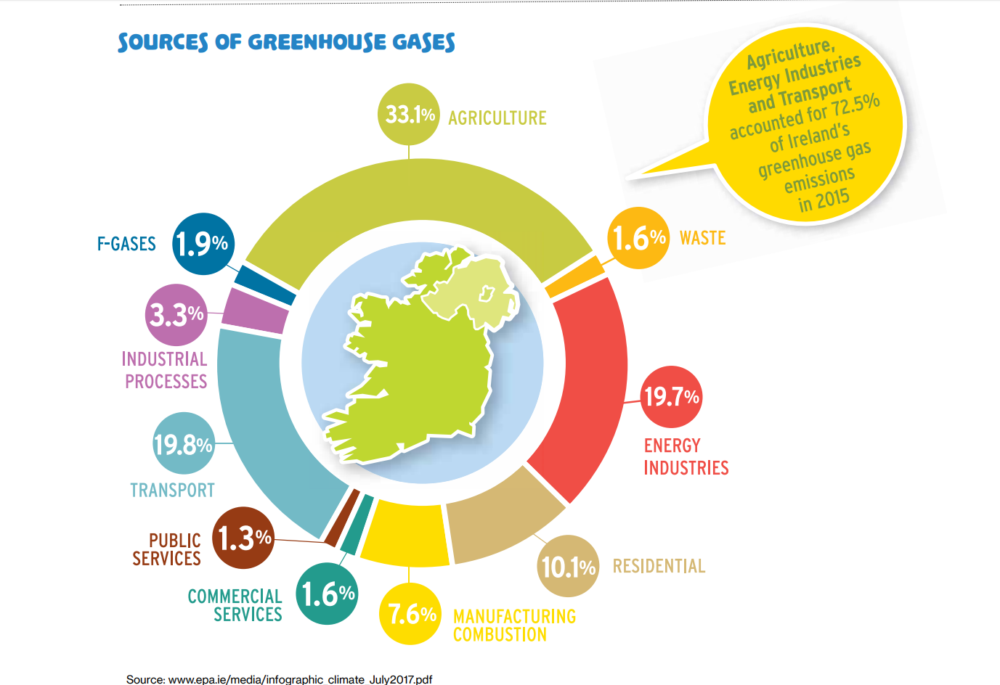 SOURCES OF GREENHOUSE GASES
Agriculture,
Energy Industries
and Transport
accounted for 72.5%
of Ireland's
greenhouse gas
emissions
in 2015
33.1% AGRICULTURE
1.6% WASTE
19.7%
ENERGY
INDUSTRIES
10.1% RESIDENTIAL
7.6% MANUFACTURING
COMBUSTION
COMMERCIAL
SERVICES
1.6%
PUBLIC
SERVICES
1.3%
19.8%
TRANSPORT
3.3%
INDUSTRIAL
PROCESSES
F-GASES 1.9%
Source: www.epa.ie/media/infographic_climate_July2017.pdf